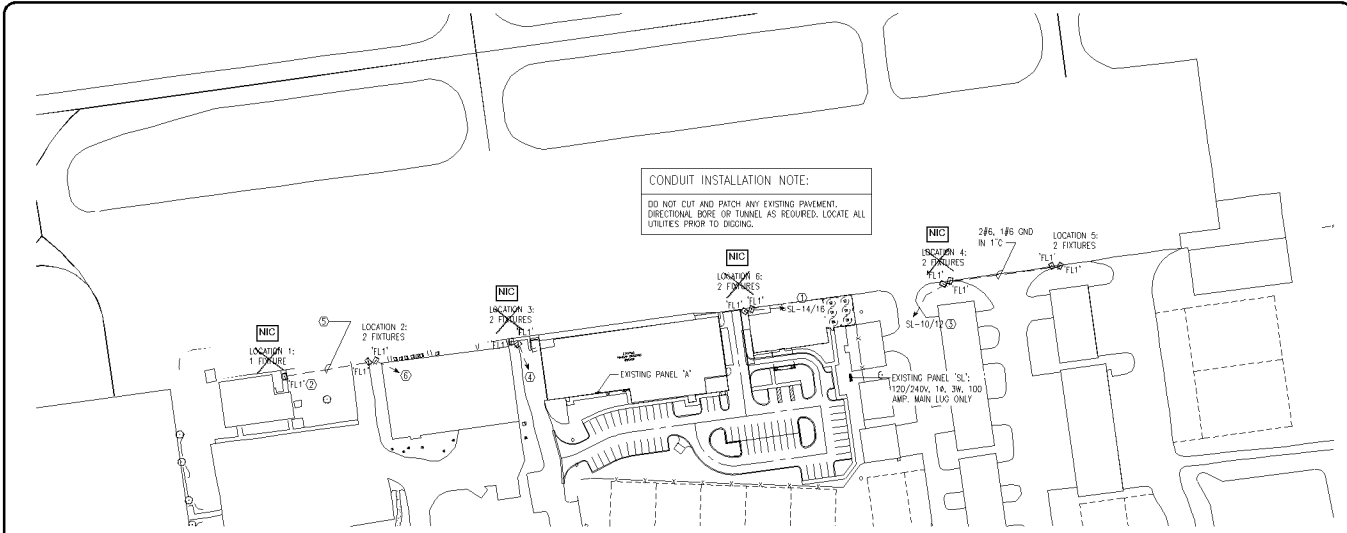 CONDUIT INSTALLATION NOTE:
DO NOT CUT AND PATCH ANY EXISTING PAVEMENT.
DIRECTIONAL BORE OR TUNNEL AS REQUIRED. LOCATE ALL
UTILITIES PRIOR TO DIGGING.
NIC
LOCATION 1:
1 FIXTURE
'FL1' 2
5
LOCATION 2:
2 FIXTURES
'FL1'
'FL1'
6
NIC
LOCATION 3:
2 FIXTURES
'FL1'
'FL1'
4
EXISTING PANEL 'A'
NIC
LOCATION 6:
2 FIXTURES
'FL1' 'FL1'
1
SL-14/16
EXISTING PANEL 'SL':
120/240V, 1Ø, 3W, 100
AMP. MAIN LUG ONLY
NIC
LOCATION 4:
2 FIXTURES
'FL1'
'FL1'
SL-10/12 3
2#6, 1#6 GND
IN 1"C
LOCATION 5:
2 FIXTURES
'FL1'
'FL1'